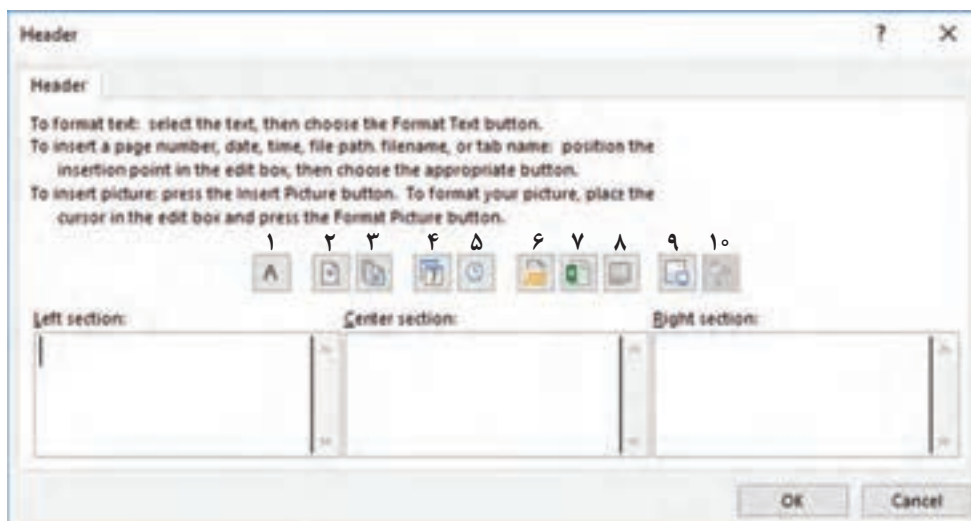 Header ? ×
Header
To format text: select the text, then choose the Format Text button.
To insert a page number, date, time, file path, filename, or tab name: position the
insertion point in the edit box, then choose the appropriate button.
To insert picture: press the Insert Picture button. To format your picture, place the
cursor in the edit box and press the Format Picture button.
۱ ۲ ۳ ۴ ۵ ۶ ۷ ۸ ۹ ۱۰
A
Left section: Center section: Right section:
OK Cancel